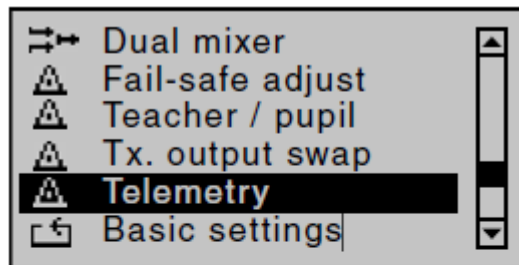 Dual mixer
Fail-safe adjust
Teacher / pupil
Tx. output swap
Telemetry
Basic settings